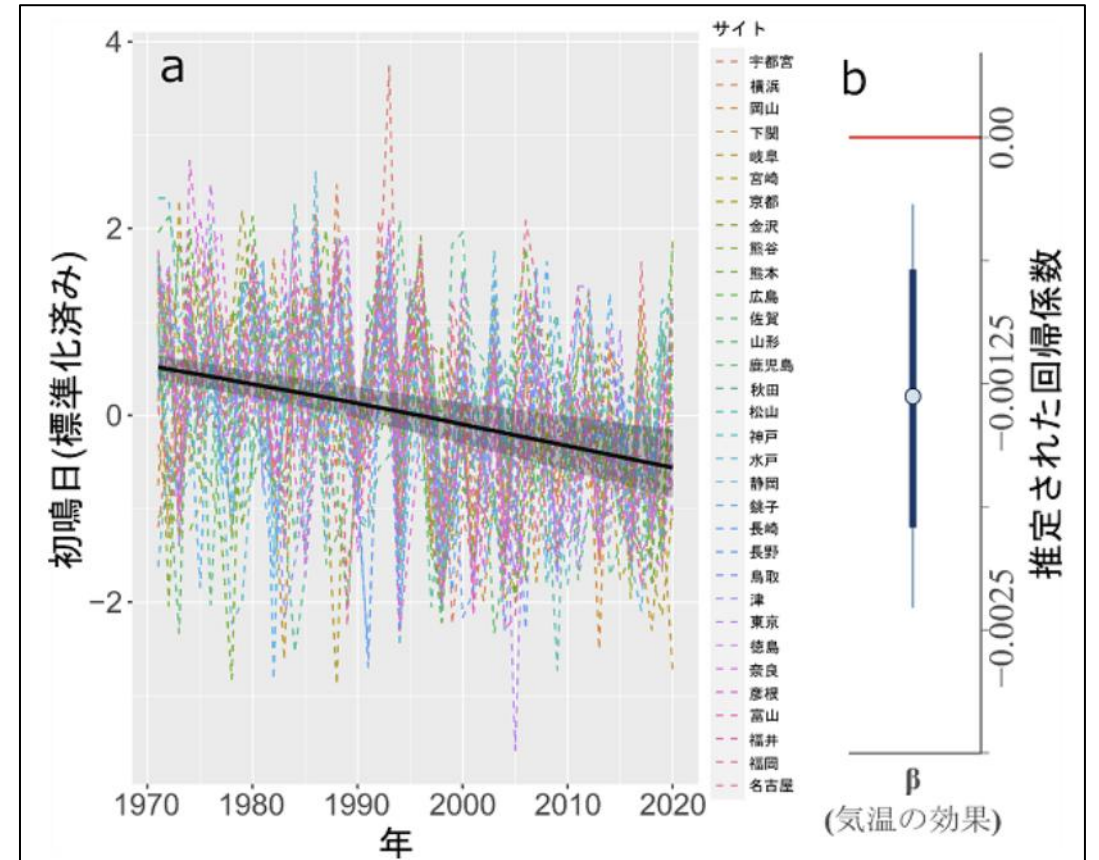 a
初鳴日(標準化済み)
4
2
0
−2
1970
1980
1990
2000
2010
2020
年
サイト
宇都宮
横浜
岡山
下関
岐阜
宮崎
京都
金沢
熊谷
熊本
広島
佐賀
山形
鹿児島
秋田
松山
神戸
水戸
静岡
銚子
長崎
長野
鳥取
津
東京
徳島
奈良
彦根
富山
福井
福岡
名古屋
b
0.00
−0.00125
−0.0025
推定された回帰係数
β
(気温の効果)